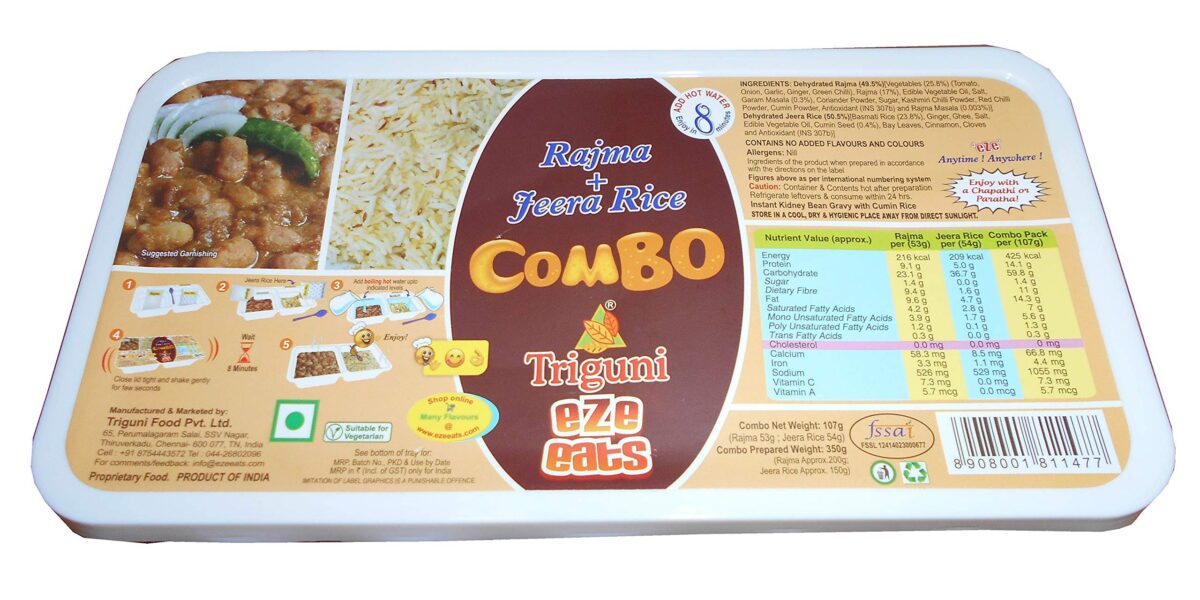 Suggested Garnishing
Rajma
+
Jeera Rice
COMBO
®
Triguni
eze
eats
ADD HOT WATER
Enjoy in 8 minutes
1
2
Jeera Rice Here
3
Add boiling hot water upto
indicated levels
4
Close lid tight and shake gently
for few seconds
Wait
8 Minutes
5
Enjoy!
Manufactured & Marketed by:
Triguni Food Pvt. Ltd.
65, Perumalagaram Salai, SSV Nagar,
Thiruverkadu, Chennai- 600 077, TN, India
Cell : +91 8754443572 Tel : 044-26802096
For comments/feedback: info@ezeeats.com
Proprietary Food. PRODUCT OF INDIA
Suitable for
Vegetarian
Shop online
Many Flavours
@
www.ezeeats.com
See bottom of tray for:
MRP, Batch No., PKD & Use by Date
MRP in ₹ (Incl. of GST) only for India
IMITATION OF LABEL GRAPHICS IS A PUNISHABLE OFFENCE.
INGREDIENTS: Dehydrated Rajma (49.5%)[Vegetables (25.8%) (Tomato,
Onion, Garlic, Ginger, Green Chilli), Rajma (17%), Edible Vegetable Oil, Salt,
Garam Masala (0.3%), Coriander Powder, Sugar, Kashmiri Chilli Powder, Red Chilli
Powder, Cumin Powder, Antioxidant (INS 307b) and Rajma Masala (0.003%)]
Dehydrated Jeera Rice (50.5%)[Basmati Rice (23.8%), Ginger, Ghee, Salt,
Edible Vegetable Oil, Cumin Seed (0.4%), Bay Leaves, Cinnamon, Cloves
and Antioxidant (INS 307b)]
CONTAINS NO ADDED FLAVOURS AND COLOURS
Allergens: Nil
Ingredients of the product when prepared in accordance
with the directions on the label
Figures above as per international numbering system
Caution: Container & Contents hot after preparation
Refrigerate leftovers & consume within 24 hrs.
Instant Kidney Bean Gravy with Cumin Rice
STORE IN A COOL, DRY & HYGIENIC PLACE AWAY FROM DIRECT SUNLIGHT.
eze
Anytime ! Anywhere !
Enjoy with
a Chapathi or
Paratha!
Nutrient Value (approx.) Rajma per (53g) Jeera Rice per (54g) Combo Pack per (107g)
Energy 216 kcal 209 kcal 425 kcal
Protein 9.1 g 5.0 g 14.1 g
Carbohydrate 23.1 g 36.7 g 59.8 g
Sugar 1.4 g 0.0 g 1.4 g
Dietary Fibre 9.4 g 1.6 g 11 g
Fat 9.6 g 4.7 g 14.3 g
Saturated Fatty Acids 4.2 g 2.8 g 7 g
Mono Unsaturated Fatty Acids 3.9 g 1.7 g 5.6 g
Poly Unsaturated Fatty Acids 1.2 g 0.1 g 1.3 g
Trans Fatty Acids 0.3 g 0.0 g 0.3 g
Cholesterol 0.0 mg 0.0 mg 0 mg
Calcium 58.3 mg 8.5 mg 66.8 mg
Iron 3.3 mg 1.1 mg 4.4 mg
Sodium 526 mg 529 mg 1055 mg
Vitamin C 7.3 mg 0.0 mg 7.3 mg
Vitamin A 5.7 mcg 0.0 mcg 5.7 mcg
Combo Net Weight: 107g
(Rajma 53g ; Jeera Rice 54g)
Combo Prepared Weight: 350g
(Rajma Approx.200g;
Jeera Rice Approx. 150g)
fssai
FSSL 12414023000677
8 908001 811477